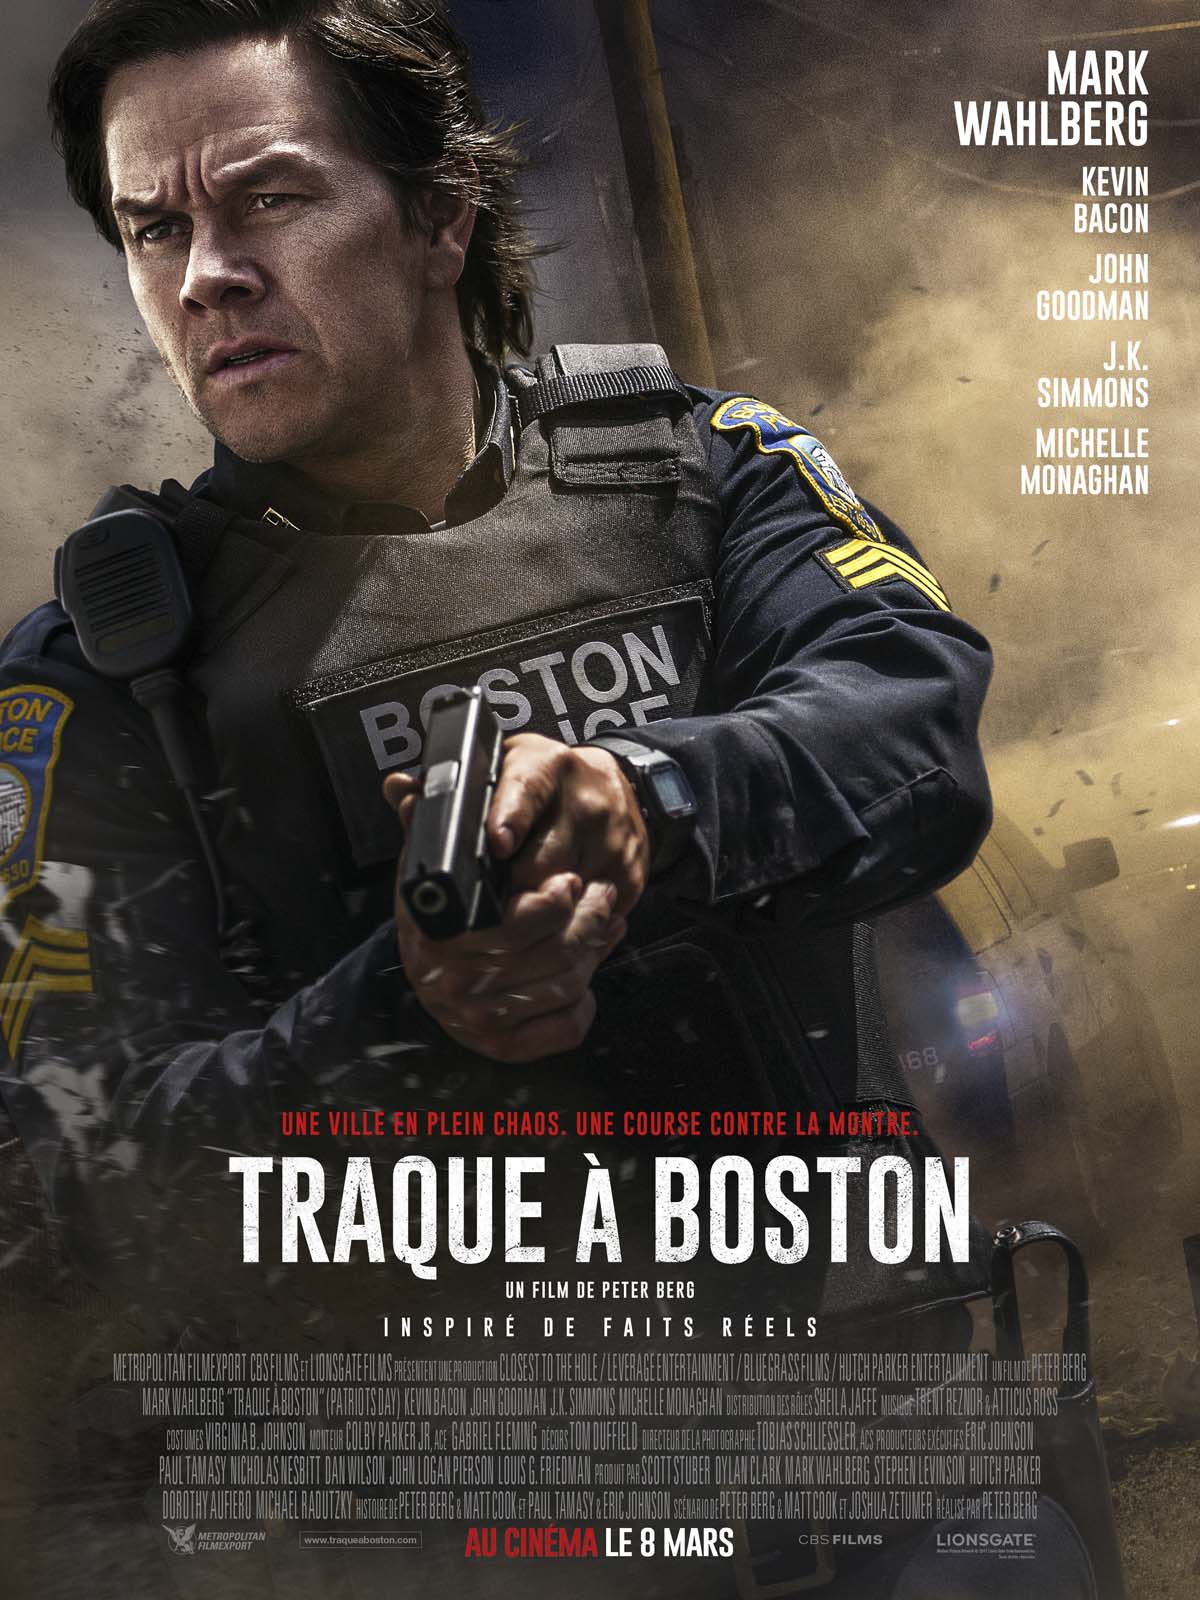 MARK
WAHLBERG
KEVIN
BACON
JOHN
GOODMAN
J.K.
SIMMONS
MICHELLE
MONAGHAN
BOSTON
TON
ICE
630
168
UNE VILLE EN PLEIN CHAOS. UNE COURSE CONTRE LA MONTRE.
TRAQUE À BOSTON
UN FILM DE PETER BERG
INSPIRÉ DE FAITS RÉELS
METROPOLITAN FILMEXPORT CBS FILMS ET LIONSGATE FILMS PRÉSENTENT UNE PRODUCTION CLOSEST TO THE HOLE / LEVERAGE ENTERTAINMENT / BLUEGRASS FILMS / HUTCH PARKER ENTERTAINMENT UN FILM DE PETER BERG
MARK WAHLBERG "TRAQUE À BOSTON" (PATRIOTS DAY) KEVIN BACON JOHN GOODMAN J.K. SIMMONS MICHELLE MONAGHAN DISTRIBUTION DES RÔLES SHEILA JAFFE MUSIQUE TRENT REZNOR & ATTICUS ROSS
COSTUMES VIRGINIA B. JOHNSON MONTEUR COLBY PARKER JR, ACE GABRIEL FLEMING DÉCORS TOM DUFFIELD DIRECTEUR DE LA PHOTOGRAPHIE TOBIAS SCHLIESSLER, ACS PRODUCTEURS EXÉCUTIFS ERIC JOHNSON
PAUL TAMASY NICHOLAS NESBITT DAN WILSON JOHN LOGAN PIERSON LOUIS G. FRIEDMAN PRODUIT PAR SCOTT STUBER DYLAN CLARK MARK WAHLBERG STEPHEN LEVINSON HUTCH PARKER
DOROTHY AUFIERO MICHAEL RADUTZKY HISTOIRE DE PETER BERG & MATT COOK ET PAUL TAMASY & ERIC JOHNSON SCÉNARIO DE PETER BERG & MATT COOK ET JOSHUA ZETUMER RÉALISÉ PAR PETER BERG
METROPOLITAN
FILMEXPORT
www.traqueaboston.com
AU CINÉMA LE 8 MARS
CBS FILMS
LIONSGATE